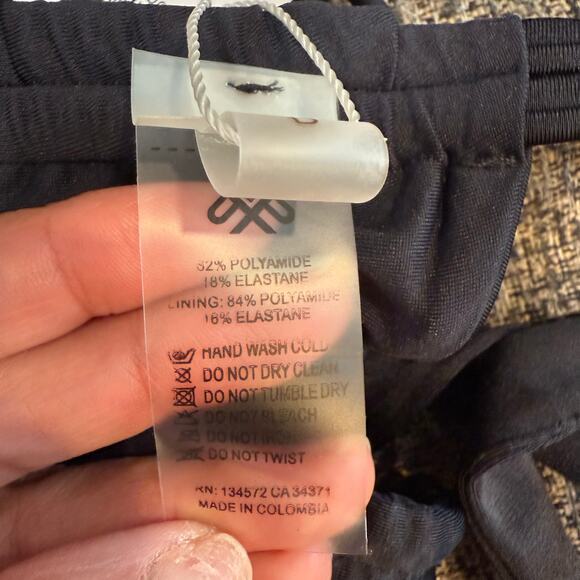 82% POLYAMIDE
18% ELASTANE
LINING: 84% POLYAMIDE
16% ELASTANE
HAND WASH COLD
DO NOT DRY CLEAN
DO NOT TUMBLE DRY
DO NOT BLEACH
DO NOT IRON
DO NOT TWIST
RN: 134572 CA 34371
MADE IN COLOMBIA